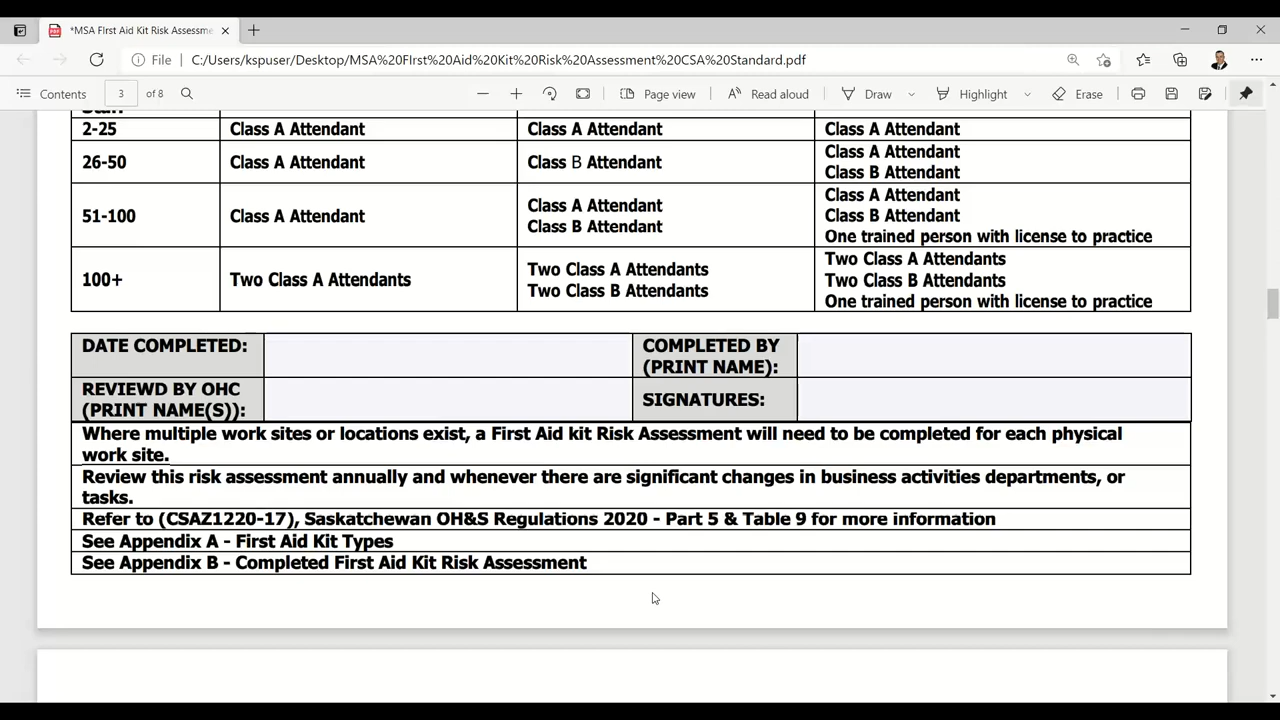 *MSA FIrst Aid Kit Risk Assessme
File C:/Users/kspuser/Desktop/MSA%20FIrst%20Aid%20Kit%20Risk%20Assessment%20CSA%20Standard.pdf
Contents 3 of 8 Page view Read aloud Draw Highlight Erase
2-25 Class A Attendant Class A Attendant Class A Attendant
26-50 Class A Attendant Class B Attendant Class A Attendant
Class B Attendant
51-100 Class A Attendant Class A Attendant
Class B Attendant Class A Attendant
Class B Attendant
One trained person with license to practice
100+ Two Class A Attendants Two Class A Attendants
Two Class B Attendants Two Class A Attendants
Two Class B Attendants
One trained person with license to practice
DATE COMPLETED: COMPLETED BY
(PRINT NAME):
REVIEWD BY OHC
(PRINT NAME(S)): SIGNATURES:
Where multiple work sites or locations exist, a First Aid kit Risk Assessment will need to be completed for each physical
work site.
Review this risk assessment annually and whenever there are significant changes in business activities departments, or
tasks.
Refer to (CSAZ1220-17), Saskatchewan OH&S Regulations 2020 - Part 5 & Table 9 for more information
See Appendix A - First Aid Kit Types
See Appendix B - Completed First Aid Kit Risk Assessment